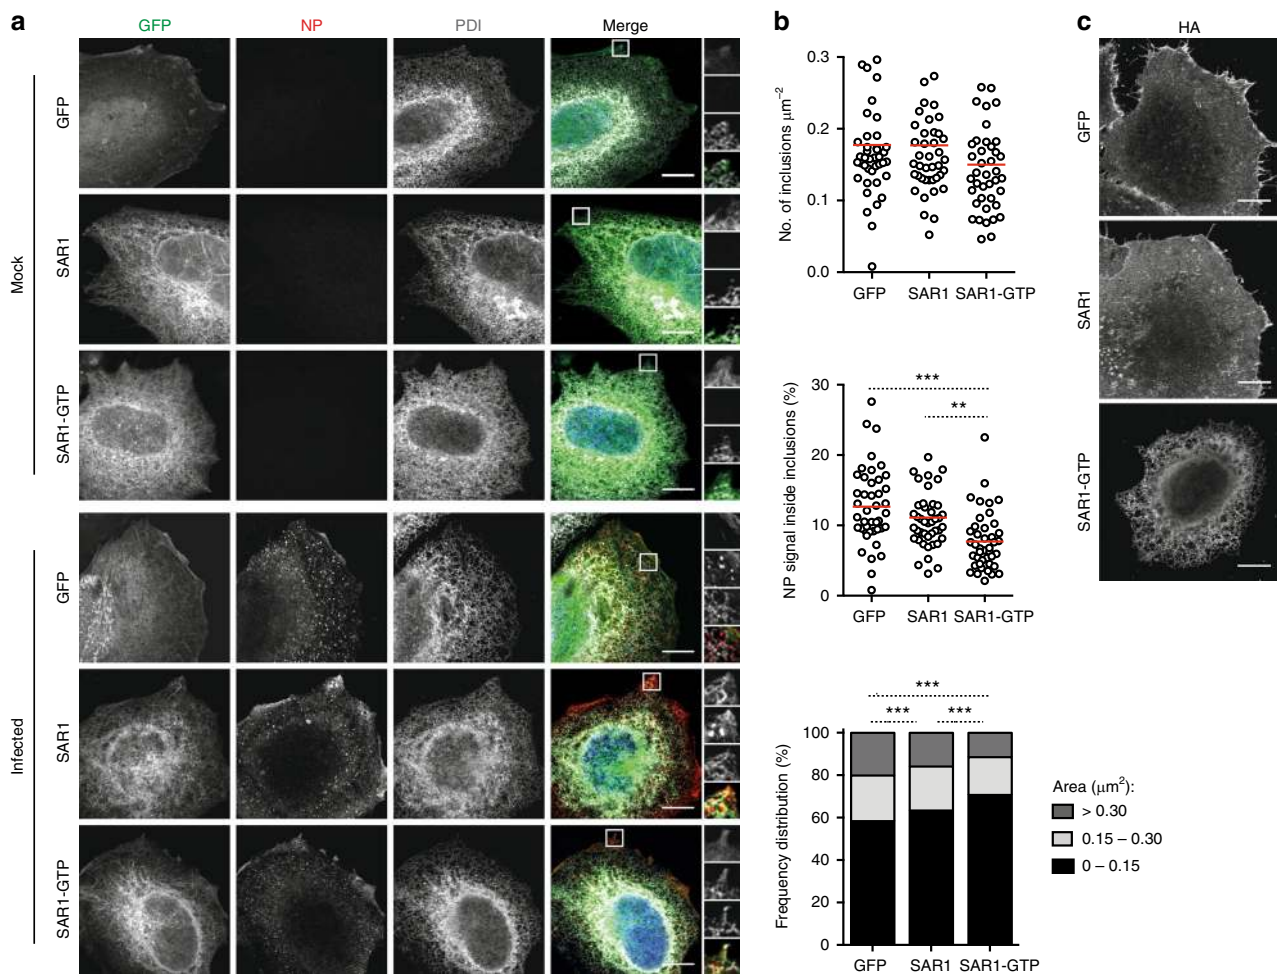 a
GFP
NP
PDI
Merge
Mock
GFP
SAR1
SAR1-GTP
Infected
GFP
SAR1
SAR1-GTP
b
No. of inclusions μm⁻²
0.3
0.2
0.1
0.0
GFP SAR1 SAR1-GTP
NP signal inside inclusions (%)
30
20
10
0
***
**
GFP SAR1 SAR1-GTP
Frequency distribution (%)
100
80
60
40
20
0
***
*** ***
GFP SAR1 SAR1-GTP
Area (μm²):
> 0.30
0.15 – 0.30
0 – 0.15
c
HA
GFP
SAR1
SAR1-GTP